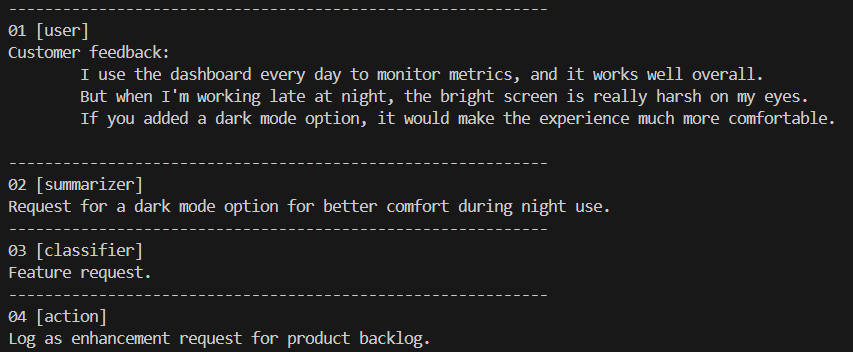 ------------------------------------------------------------
01 [user]
Customer feedback:
        I use the dashboard every day to monitor metrics, and it works well overall.
        But when I'm working late at night, the bright screen is really harsh on my eyes.
        If you added a dark mode option, it would make the experience much more comfortable.

------------------------------------------------------------
02 [summarizer]
Request for a dark mode option for better comfort during night use.
------------------------------------------------------------
03 [classifier]
Feature request.
------------------------------------------------------------
04 [action]
Log as enhancement request for product backlog.